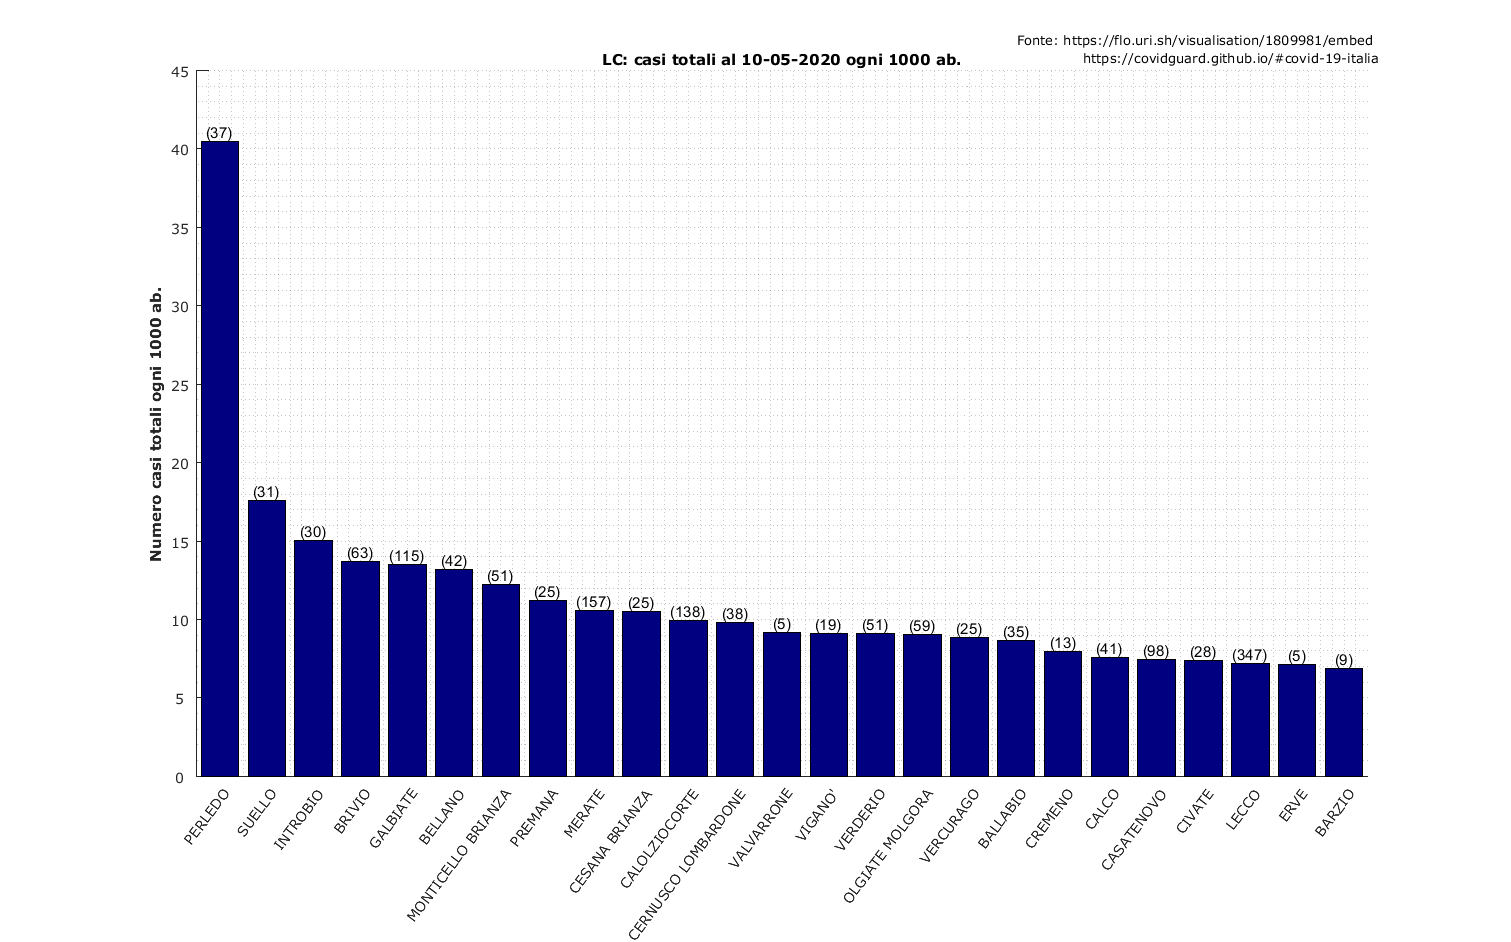 Fonte: https://flo.uri.sh/visualisation/1809981/embed
https://covidguard.github.io/#covid-19-italia
LC: casi totali al 10-05-2020 ogni 1000 ab.
Numero casi totali ogni 1000 ab.
45
40
35
30
25
20
15
10
5
0
(37)
(31)
(30)
(63)
(115)
(42)
(51)
(25)
(157)
(25)
(138)
(38)
(5)
(19)
(51)
(59)
(25)
(35)
(13)
(41)
(98)
(28)
(347)
(5)
(9)
PERLEDO
SUELLO
INTROBIO
BRIVIO
GALBIATE
BELLANO
MONTICELLO BRIANZA
PREMANA
MERATE
CESANA BRIANZA
CALOLZIOCORTE
CERNUSCO LOMBARDONE
VALVARRONE
VIGANO'
VERDERIO
OLGIATE MOLGORA
VERCURAGO
BALLABIO
CREMENO
CALCO
CASATENOVO
CIVATE
LECCO
ERVE
BARZIO